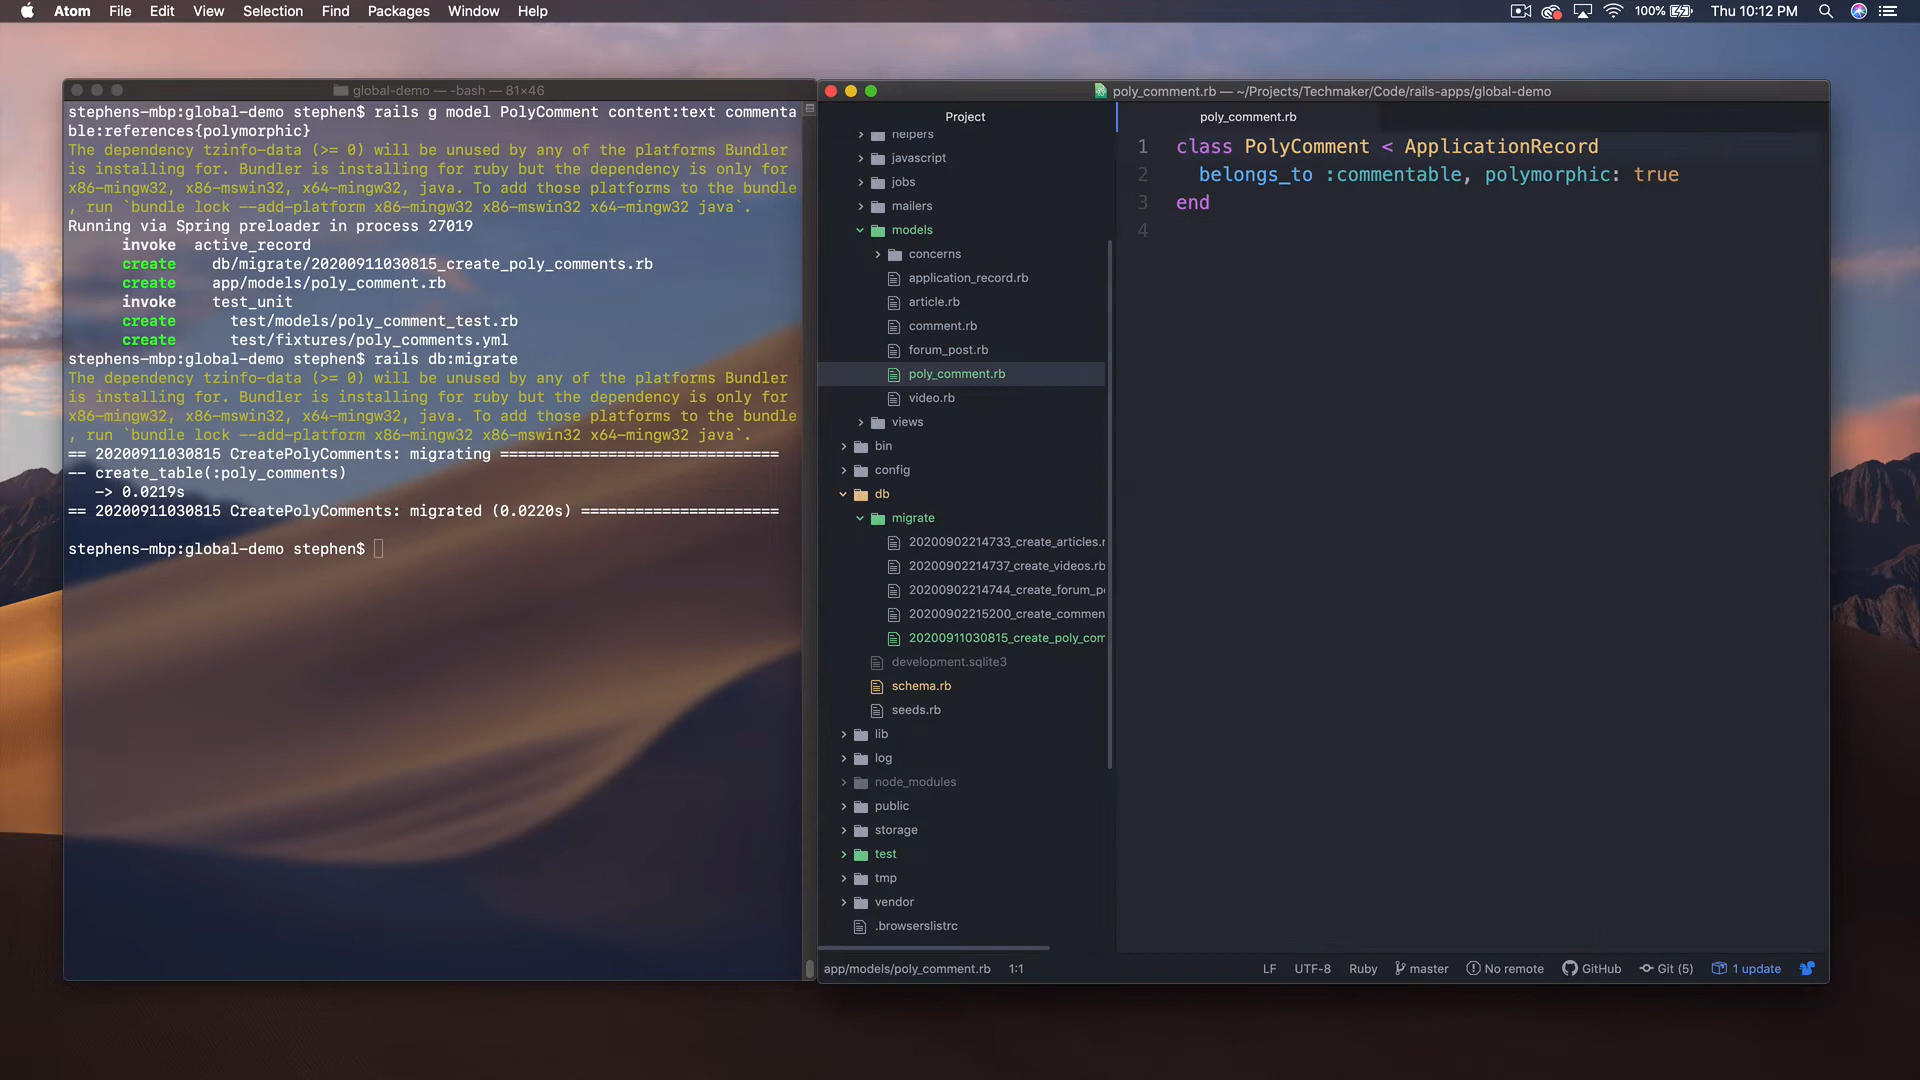 Atom File Edit View Selection Find Packages Window Help 100% Thu 10:12 PM
global-demo — -bash — 81×46
stephens-mbp:global-demo stephen$ rails g model PolyComment content:text commenta
ble:references{polymorphic}
The dependency tzinfo-data (>= 0) will be unused by any of the platforms Bundler
is installing for. Bundler is installing for ruby but the dependency is only for
x86-mingw32, x86-mswin32, x64-mingw32, java. To add those platforms to the bundle
, run `bundle lock --add-platform x86-mingw32 x86-mswin32 x64-mingw32 java`.
Running via Spring preloader in process 27019
invoke active_record
create db/migrate/20200911030815_create_poly_comments.rb
create app/models/poly_comment.rb
invoke test_unit
create test/models/poly_comment_test.rb
create test/fixtures/poly_comments.yml
stephens-mbp:global-demo stephen$ rails db:migrate
The dependency tzinfo-data (>= 0) will be unused by any of the platforms Bundler
is installing for. Bundler is installing for ruby but the dependency is only for
x86-mingw32, x86-mswin32, x64-mingw32, java. To add those platforms to the bundle
, run `bundle lock --add-platform x86-mingw32 x86-mswin32 x64-mingw32 java`.
== 20200911030815 CreatePolyComments: migrating ===============================
-- create_table(:poly_comments)
-> 0.0219s
== 20200911030815 CreatePolyComments: migrated (0.0220s) ======================
stephens-mbp:global-demo stephen$
poly_comment.rb — ~/Projects/Techmaker/Code/rails-apps/global-demo
Project
helpers
javascript
jobs
mailers
models
concerns
application_record.rb
article.rb
comment.rb
forum_post.rb
poly_comment.rb
video.rb
views
bin
config
db
migrate
20200902214733_create_articles.r
20200902214737_create_videos.rb
20200902214744_create_forum_p
20200902215200_create_commen
20200911030815_create_poly_com
development.sqlite3
schema.rb
seeds.rb
lib
log
node_modules
public
storage
test
tmp
vendor
.browserslistrc
poly_comment.rb
1 class PolyComment < ApplicationRecord
2 belongs_to :commentable, polymorphic: true
3 end
4
app/models/poly_comment.rb 1:1 LF UTF-8 Ruby master No remote GitHub Git (5) 1 update